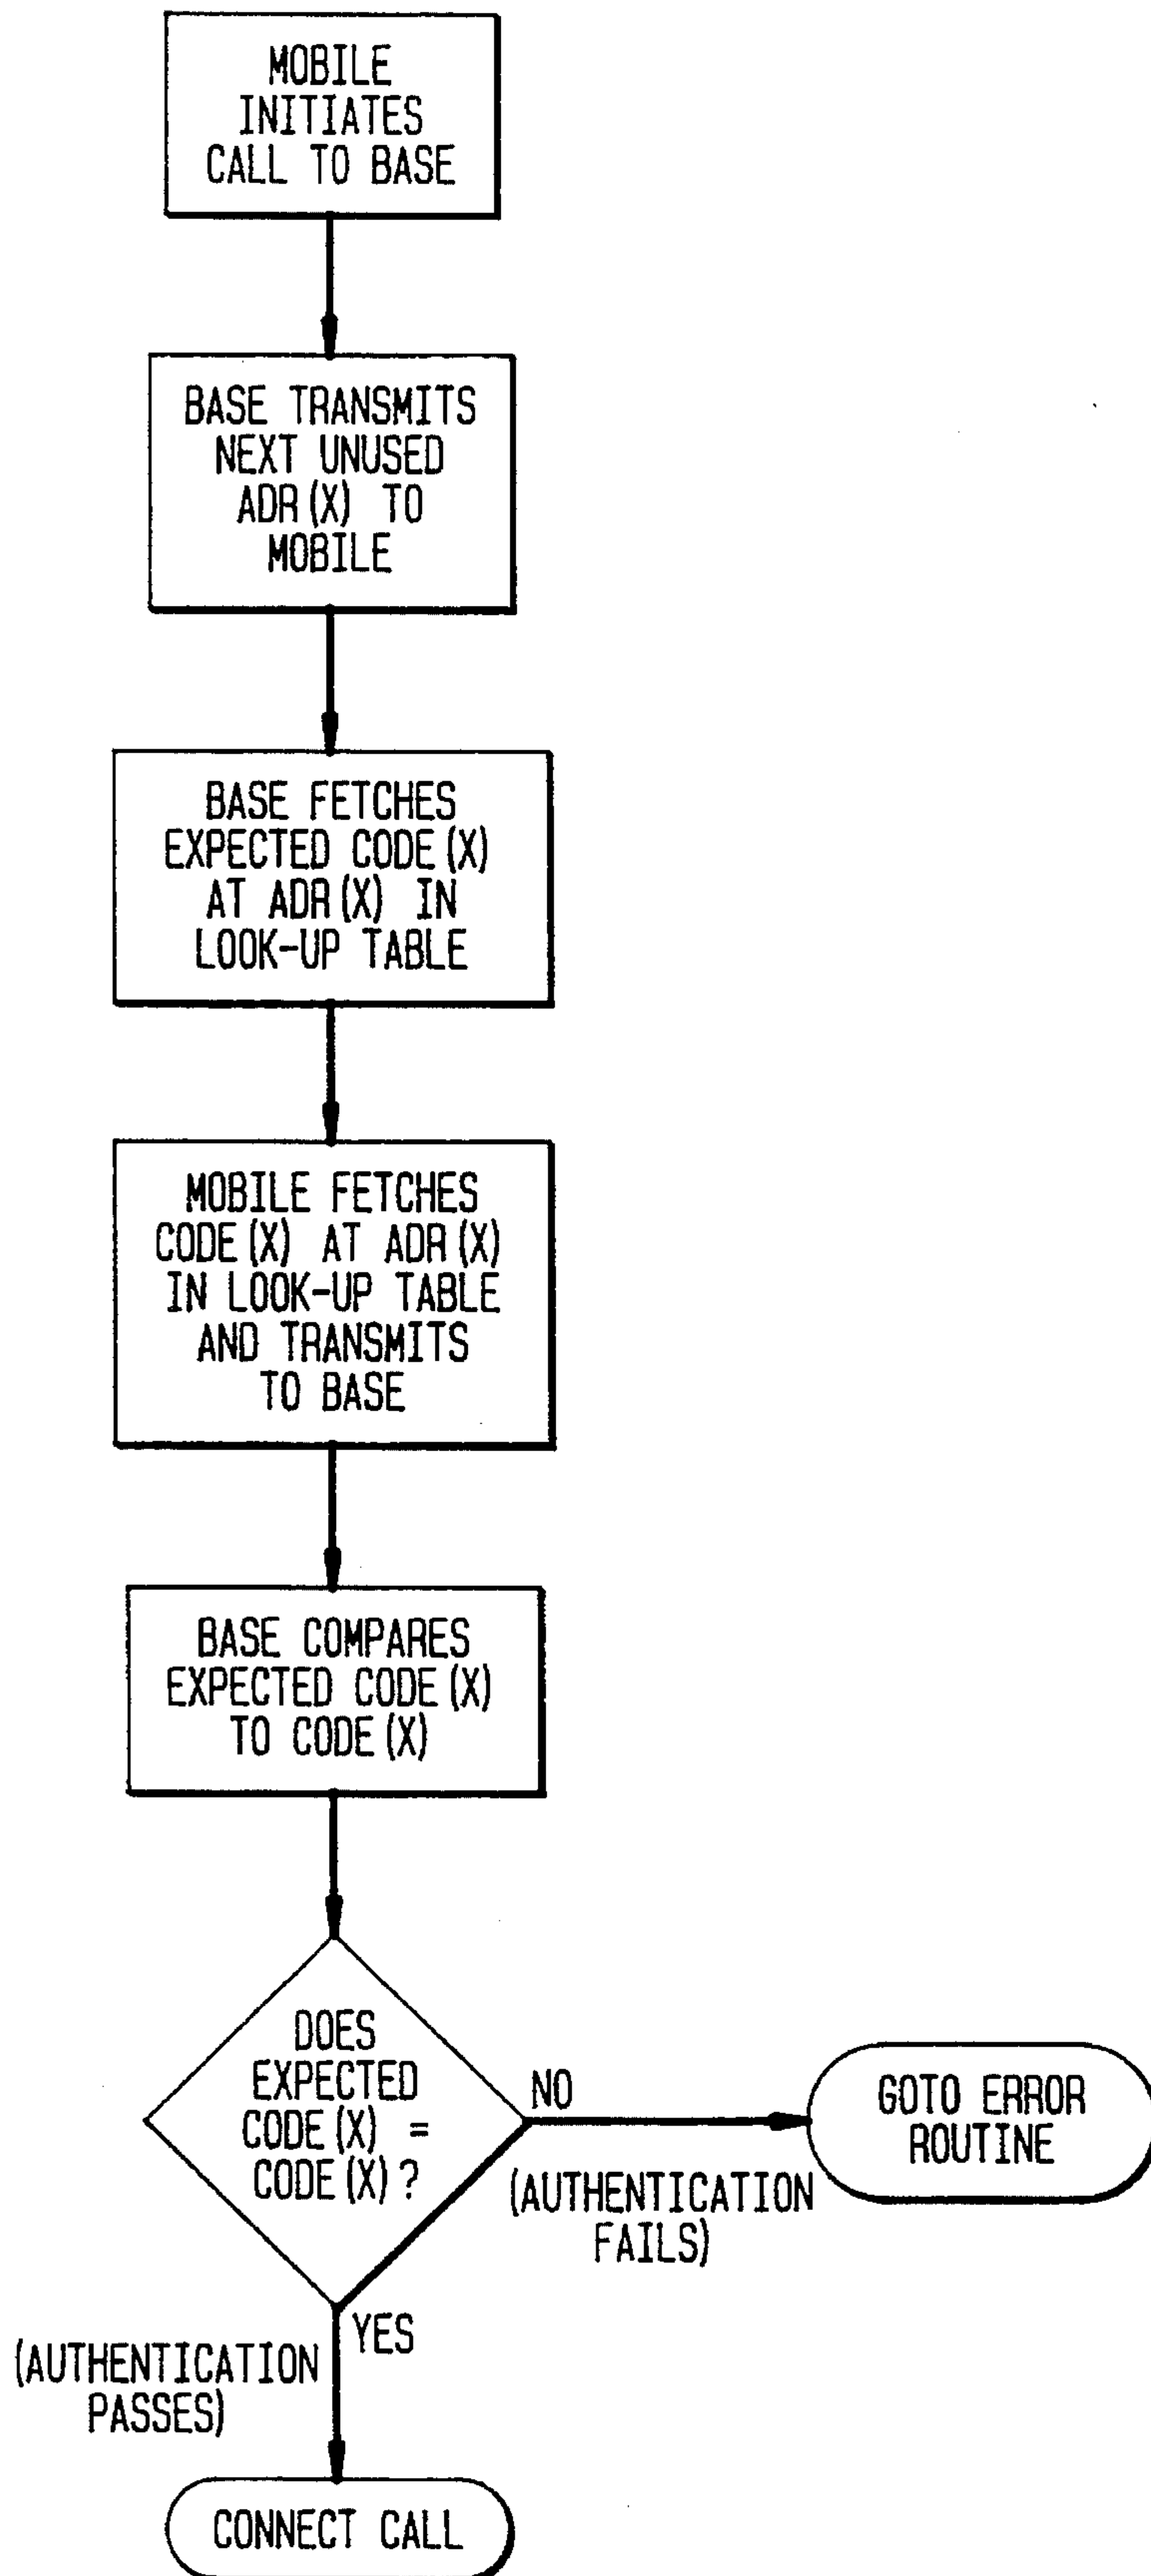 MOBILE
INITIATES
CALL TO BASE
BASE TRANSMITS
NEXT UNUSED
ADR(X) TO
MOBILE
BASE FETCHES
EXPECTED CODE(X)
AT ADR(X) IN
LOOK-UP TABLE
MOBILE FETCHES
CODE(X) AT ADR(X)
IN LOOK-UP TABLE
AND TRANSMITS
TO BASE
BASE COMPARES
EXPECTED CODE(X)
TO CODE(X)
DOES
EXPECTED
CODE(X) =
CODE(X)?
NO
(AUTHENTICATION
FAILS)
GOTO ERROR
ROUTINE
YES
(AUTHENTICATION
PASSES)
CONNECT CALL